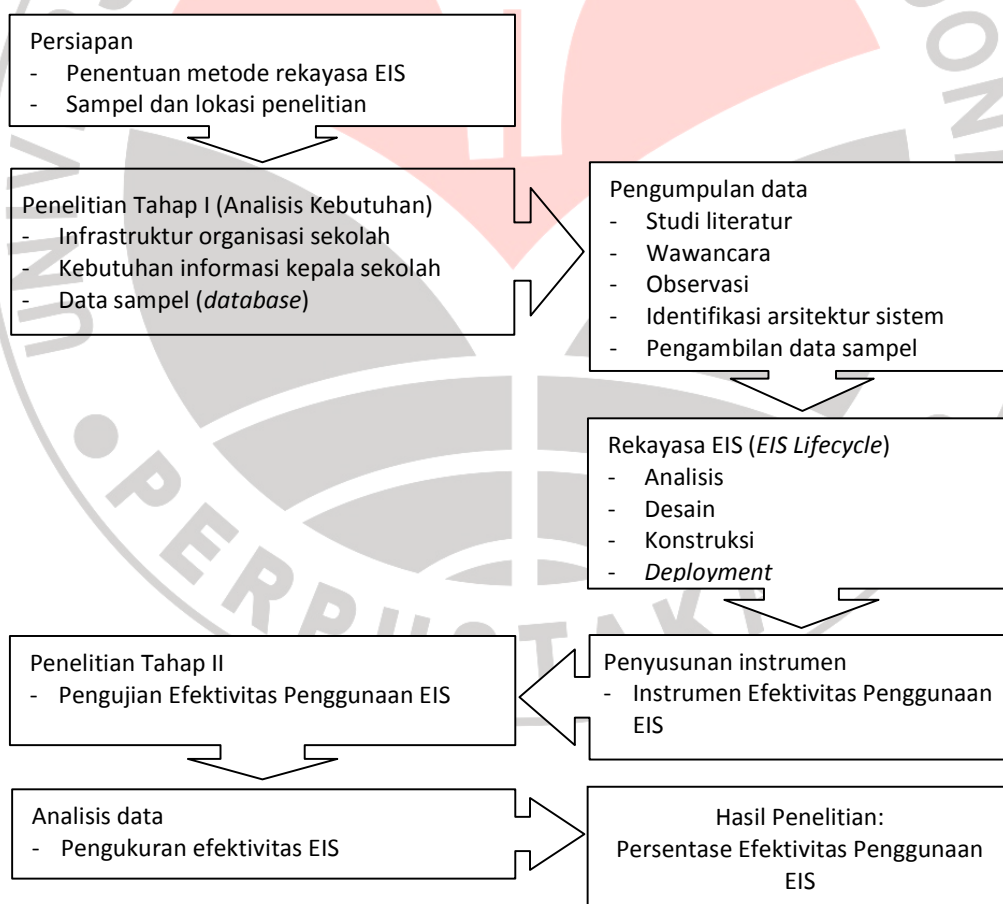 Persiapan
- Penentuan metode rekayasa EIS
- Sampel dan lokasi penelitian
Penelitian Tahap I (Analisis Kebutuhan)
- Infrastruktur organisasi sekolah
- Kebutuhan informasi kepala sekolah
- Data sampel (database)
Pengumpulan data
- Studi literatur
- Wawancara
- Observasi
- Identifikasi arsitektur sistem
- Pengambilan data sampel
Rekayasa EIS (EIS Lifecycle)
- Analisis
- Desain
- Konstruksi
- Deployment
Penyusunan instrumen
- Instrumen Efektivitas Penggunaan
EIS
Penelitian Tahap II
- Pengujian Efektivitas Penggunaan EIS
Analisis data
- Pengukuran efektivitas EIS
Hasil Penelitian:
Persentase Efektivitas Penggunaan
EIS